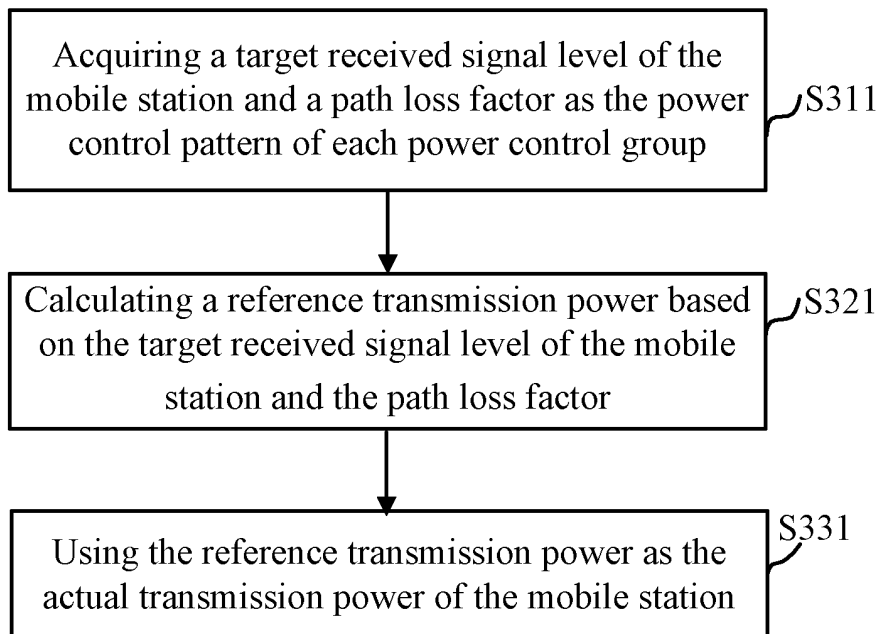 Acquiring a target received signal level of the
mobile station and a path loss factor as the power
control pattern of each power control group
S311
Calculating a reference transmission power based
on the target received signal level of the mobile
station and the path loss factor
S321
Using the reference transmission power as the
actual transmission power of the mobile station
S331